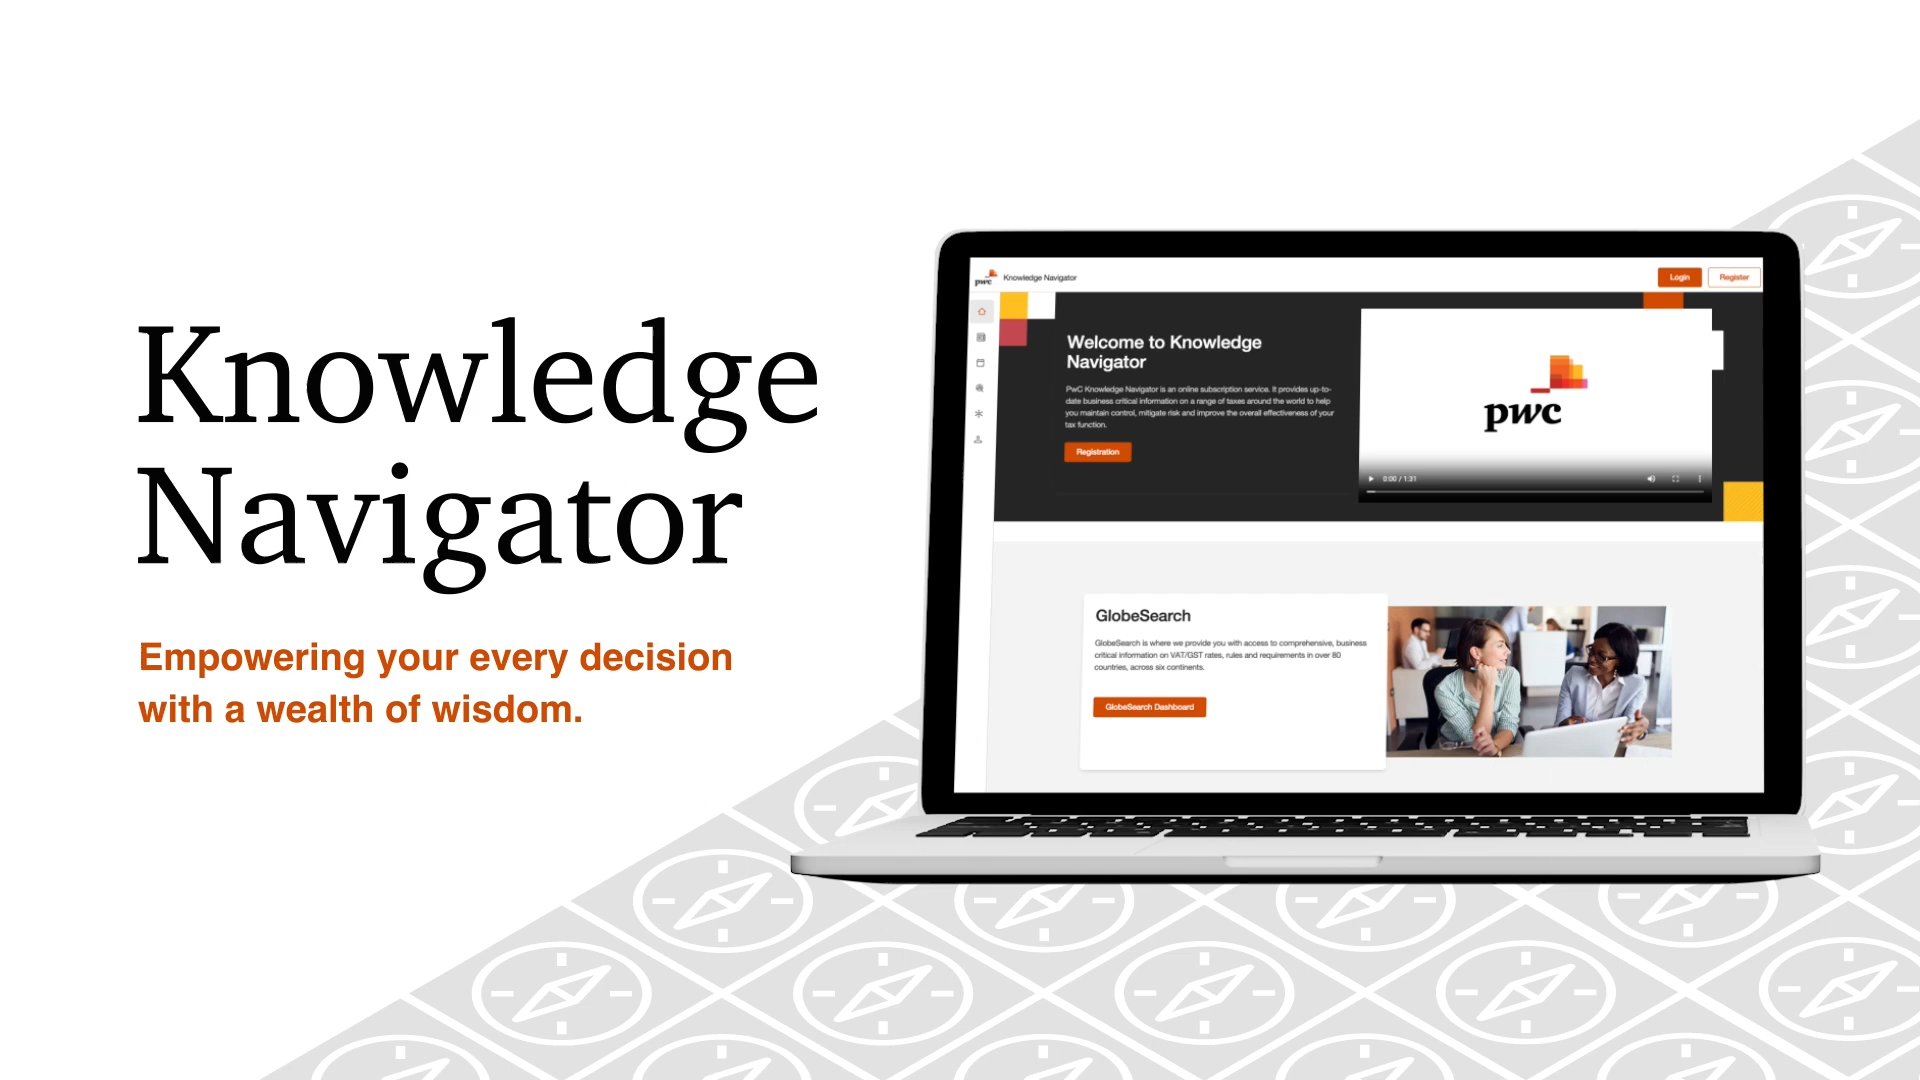 Knowledge
Navigator
Empowering your every decision
with a wealth of wisdom.
pwc Knowledge Navigator
Login
Register
Welcome to Knowledge
Navigator
PwC Knowledge Navigator is an online subscription service. It provides up-to-
date business critical information on a range of taxes around the world to help
you maintain control, mitigate risk and improve the overall effectiveness of your
tax function.
Registration
pwc
0:00 / 1:31
GlobeSearch
GlobeSearch is where we provide you with access to comprehensive, business
critical information on VAT/GST rates, rules and requirements in over 80
countries, across six continents.
GlobeSearch Dashboard